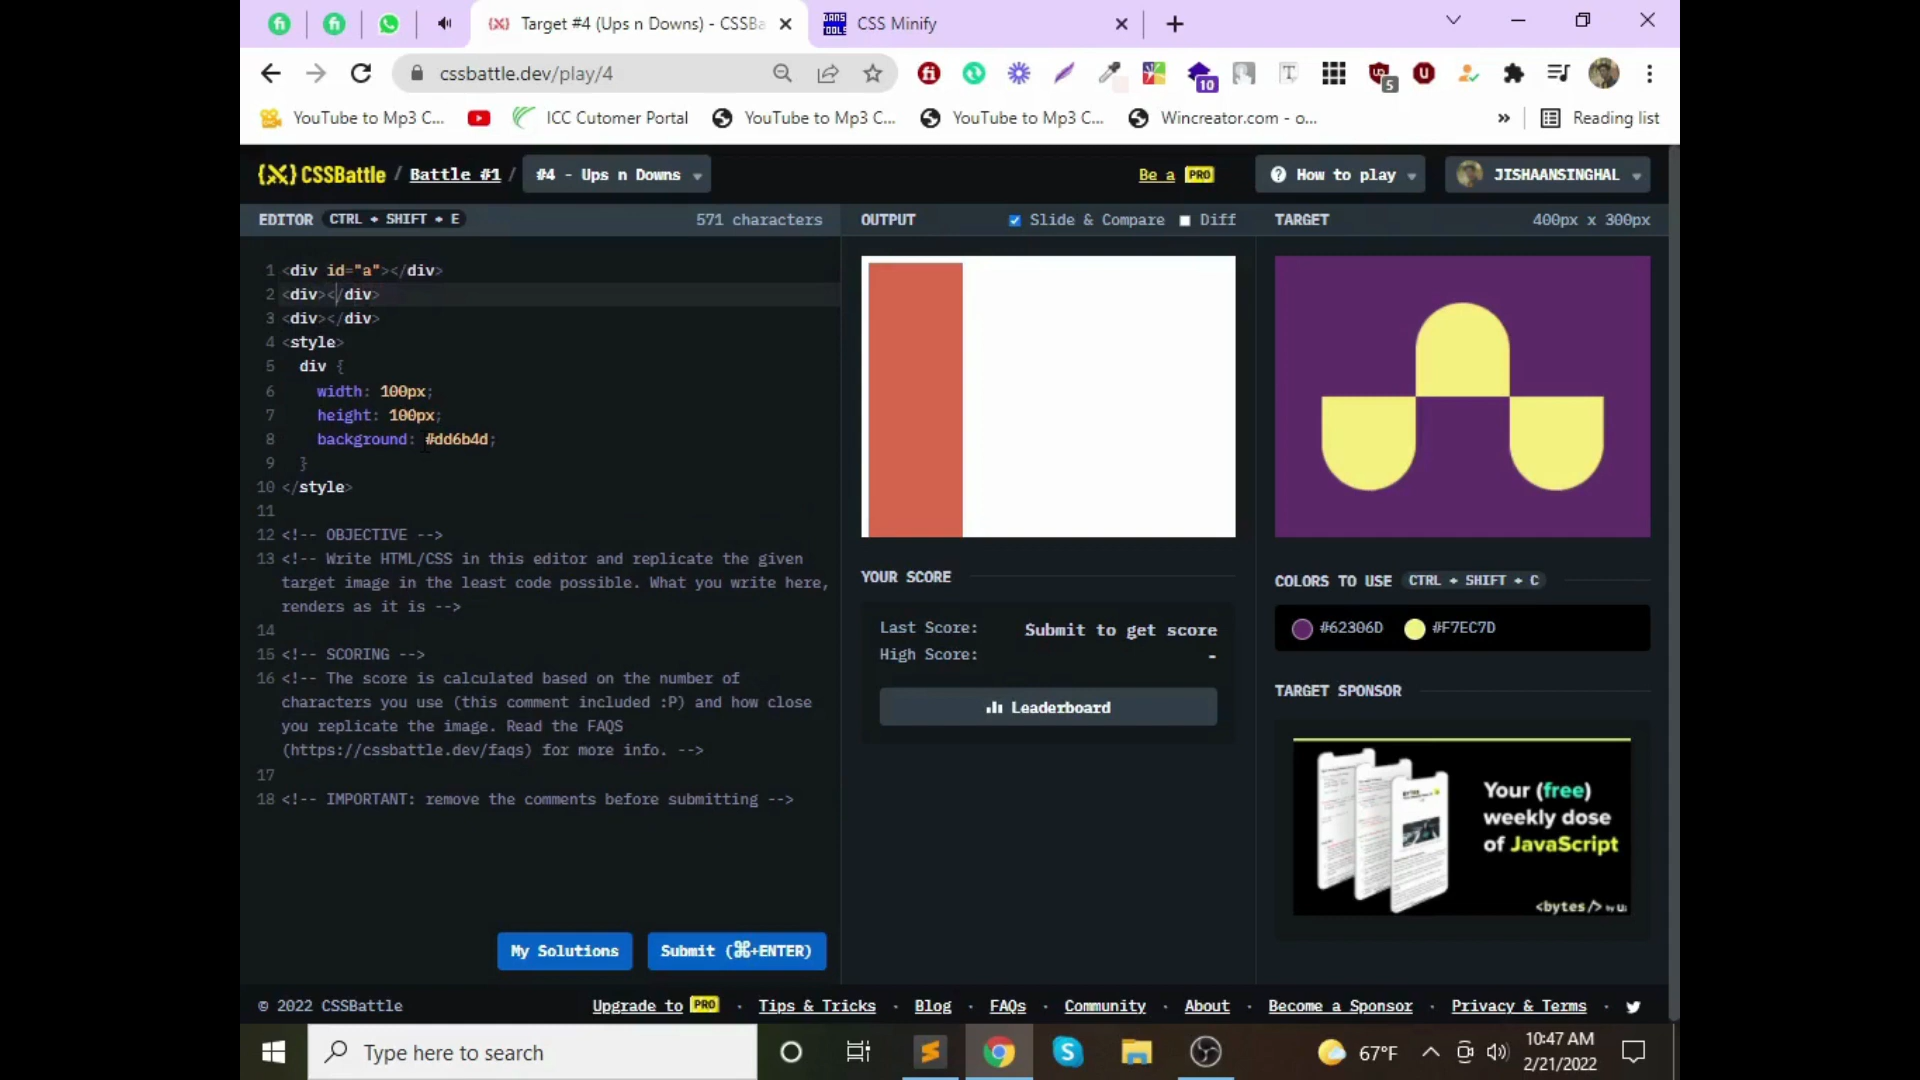 Target #4 (Ups n Downs) - CSSBa
CSS Minify
cssbattle.dev/play/4
10
5
YouTube to Mp3 C...
ICC Cutomer Portal
YouTube to Mp3 C...
YouTube to Mp3 C...
Wincreator.com - o...
»
Reading list
{X} CSSBattle / Battle #1 / #4 - Ups n Downs
Be a PRO
How to play
JISHAANSINGHAL
EDITOR CTRL + SHIFT + E 571 characters
OUTPUT Slide & Compare Diff
TARGET 400px x 300px
1 <div id="a"></div>
2 <div></div>
3 <div></div>
4 <style>
5 div {
6 width: 100px;
7 height: 100px;
8 background: #dd6b4d;
9 }
10 </style>
11
12 <!-- OBJECTIVE -->
13 <!-- Write HTML/CSS in this editor and replicate the given
target image in the least code possible. What you write here,
renders as it is -->
14
15 <!-- SCORING -->
16 <!-- The score is calculated based on the number of
characters you use (this comment included :P) and how close
you replicate the image. Read the FAQS
(https://cssbattle.dev/faqs) for more info. -->
17
18 <!-- IMPORTANT: remove the comments before submitting -->
My Solutions
Submit (⌘+ENTER)
YOUR SCORE
Last Score: Submit to get score
High Score: -
Leaderboard
COLORS TO USE CTRL + SHIFT + C
#62306D #F7EC7D
TARGET SPONSOR
Your (free)
weekly dose
of JavaScript
<bytes/> by ui
© 2022 CSSBattle
Upgrade to PRO · Tips & Tricks · Blog · FAQs · Community · About · Become a Sponsor · Privacy & Terms ·
Type here to search
67°F
10:47 AM
2/21/2022